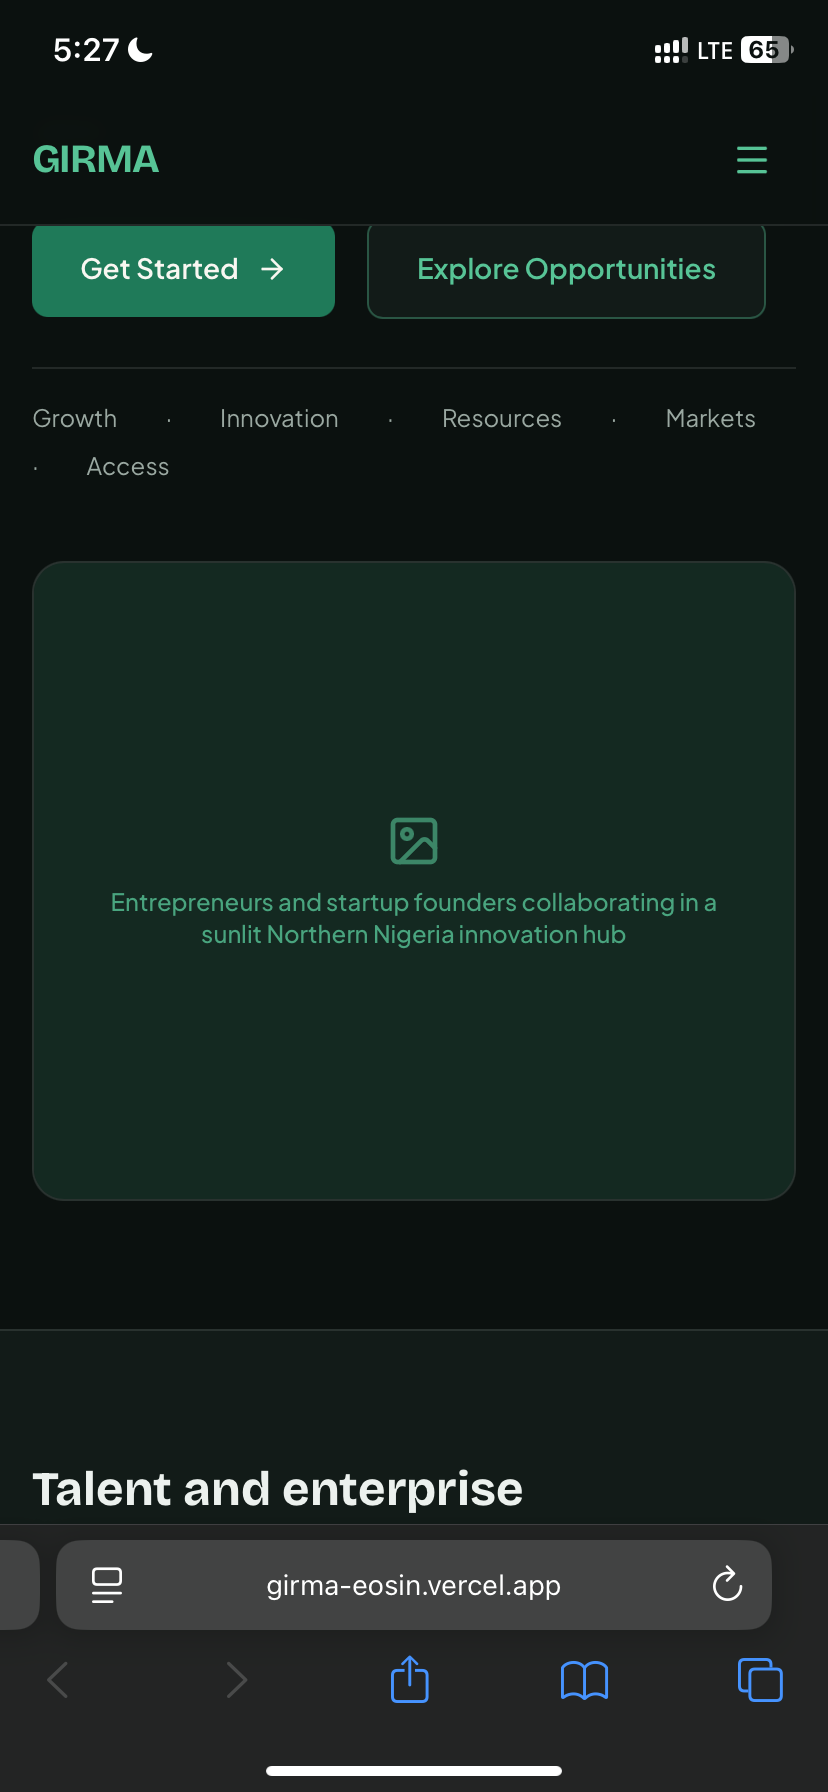 5:27 LTE 65
GIRMA
Get Started → Explore Opportunities
Growth · Innovation · Resources · Markets
· Access
Entrepreneurs and startup founders collaborating in a
sunlit Northern Nigeria innovation hub
Talent and enterprise
girma-eosin.vercel.app